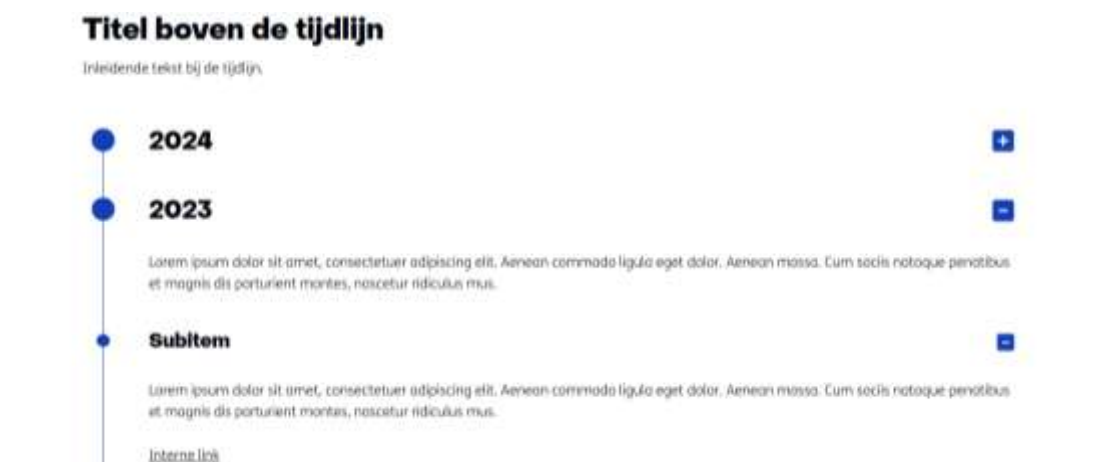 Titel boven de tijdlijn
Inleidende tekst bij de tijdlijn.
2024
2023
Lorem ipsum dolor sit amet, consectetuer adipiscing elit. Aenean commodo ligula eget dolor. Aenean massa. Cum sociis natoque penatibus
et magnis dis parturient montes, nascetur ridiculus mus.
Subitem
Lorem ipsum dolor sit amet, consectetuer adipiscing elit. Aenean commodo ligula eget dolor. Aenean massa. Cum sociis natoque penatibus
et magnis dis parturient montes, nascetur ridiculus mus.
Interne link